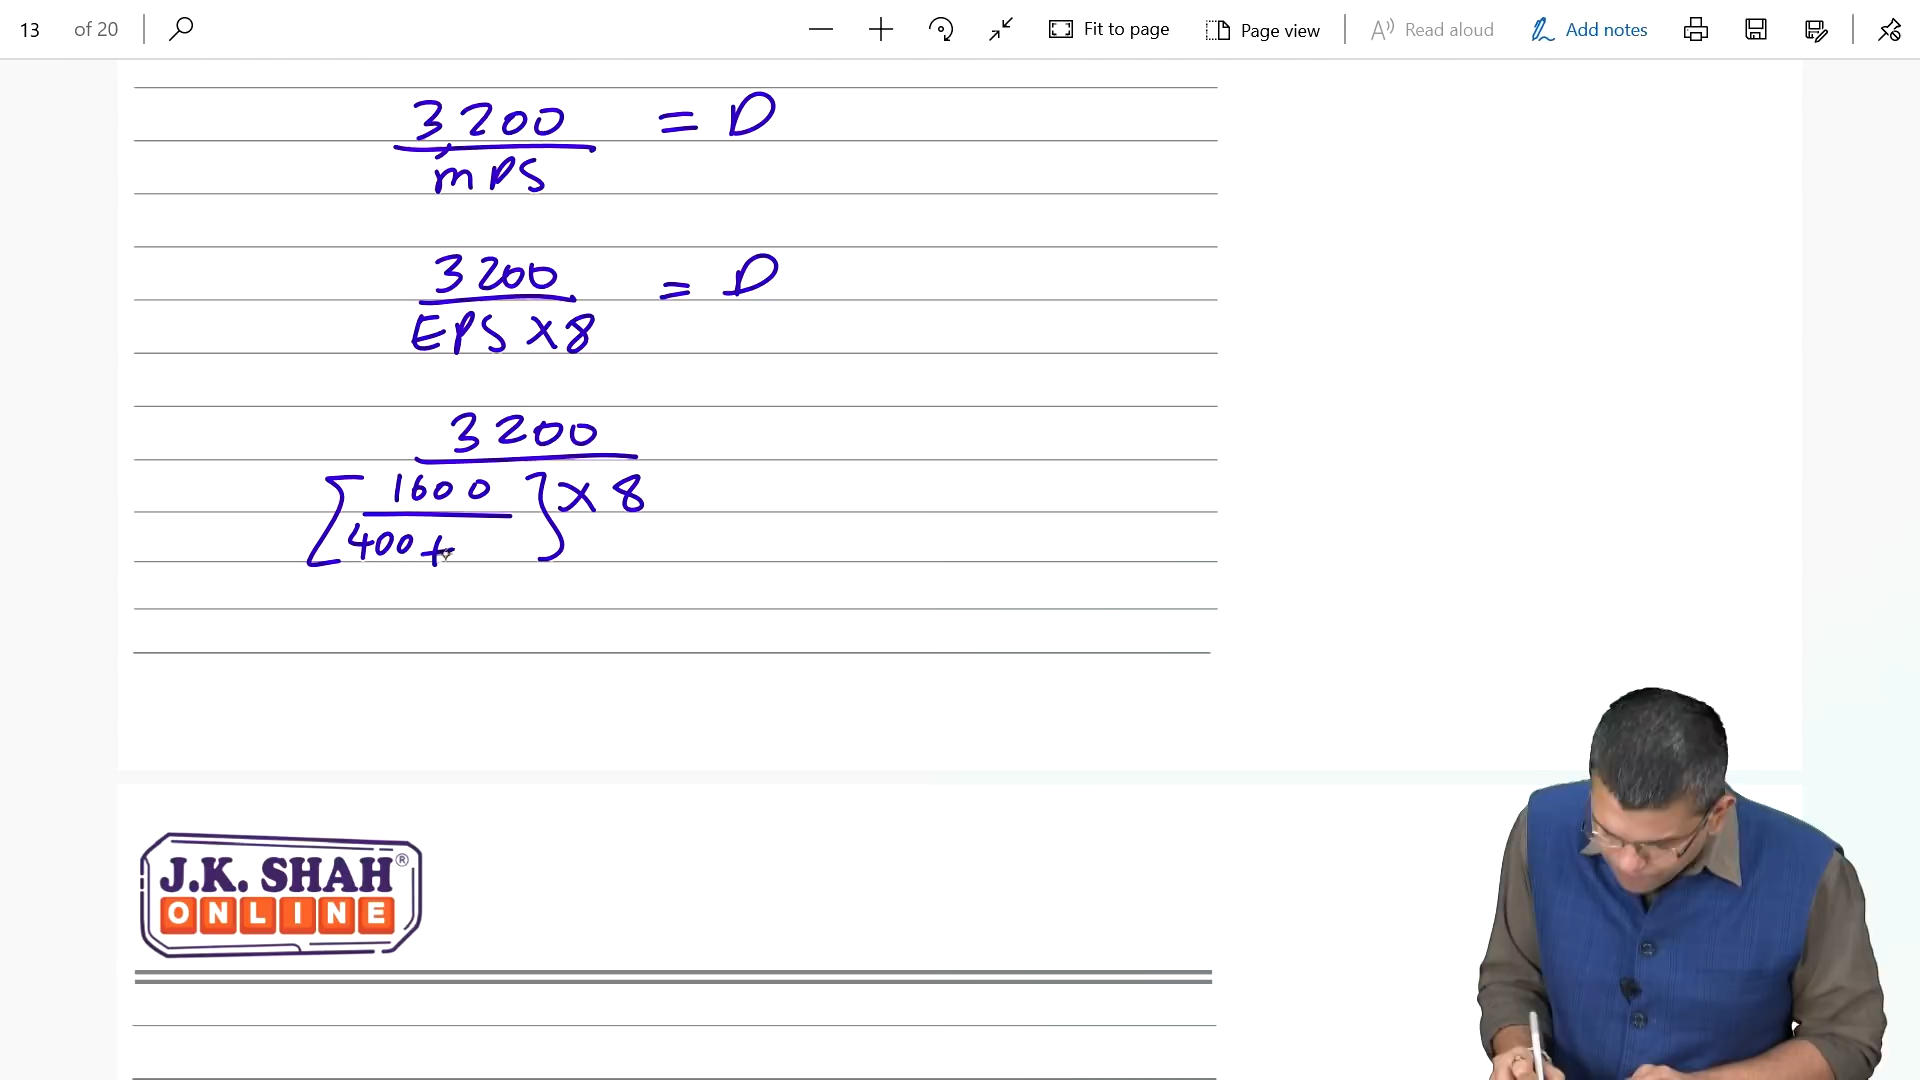 13 of 20 Fit to page Page view Read aloud Add notes
3200 = D
mPS
3200 = D
EPS x 8
3200
[1600] x 8
400 +
J.K. SHAH®
ONLINE